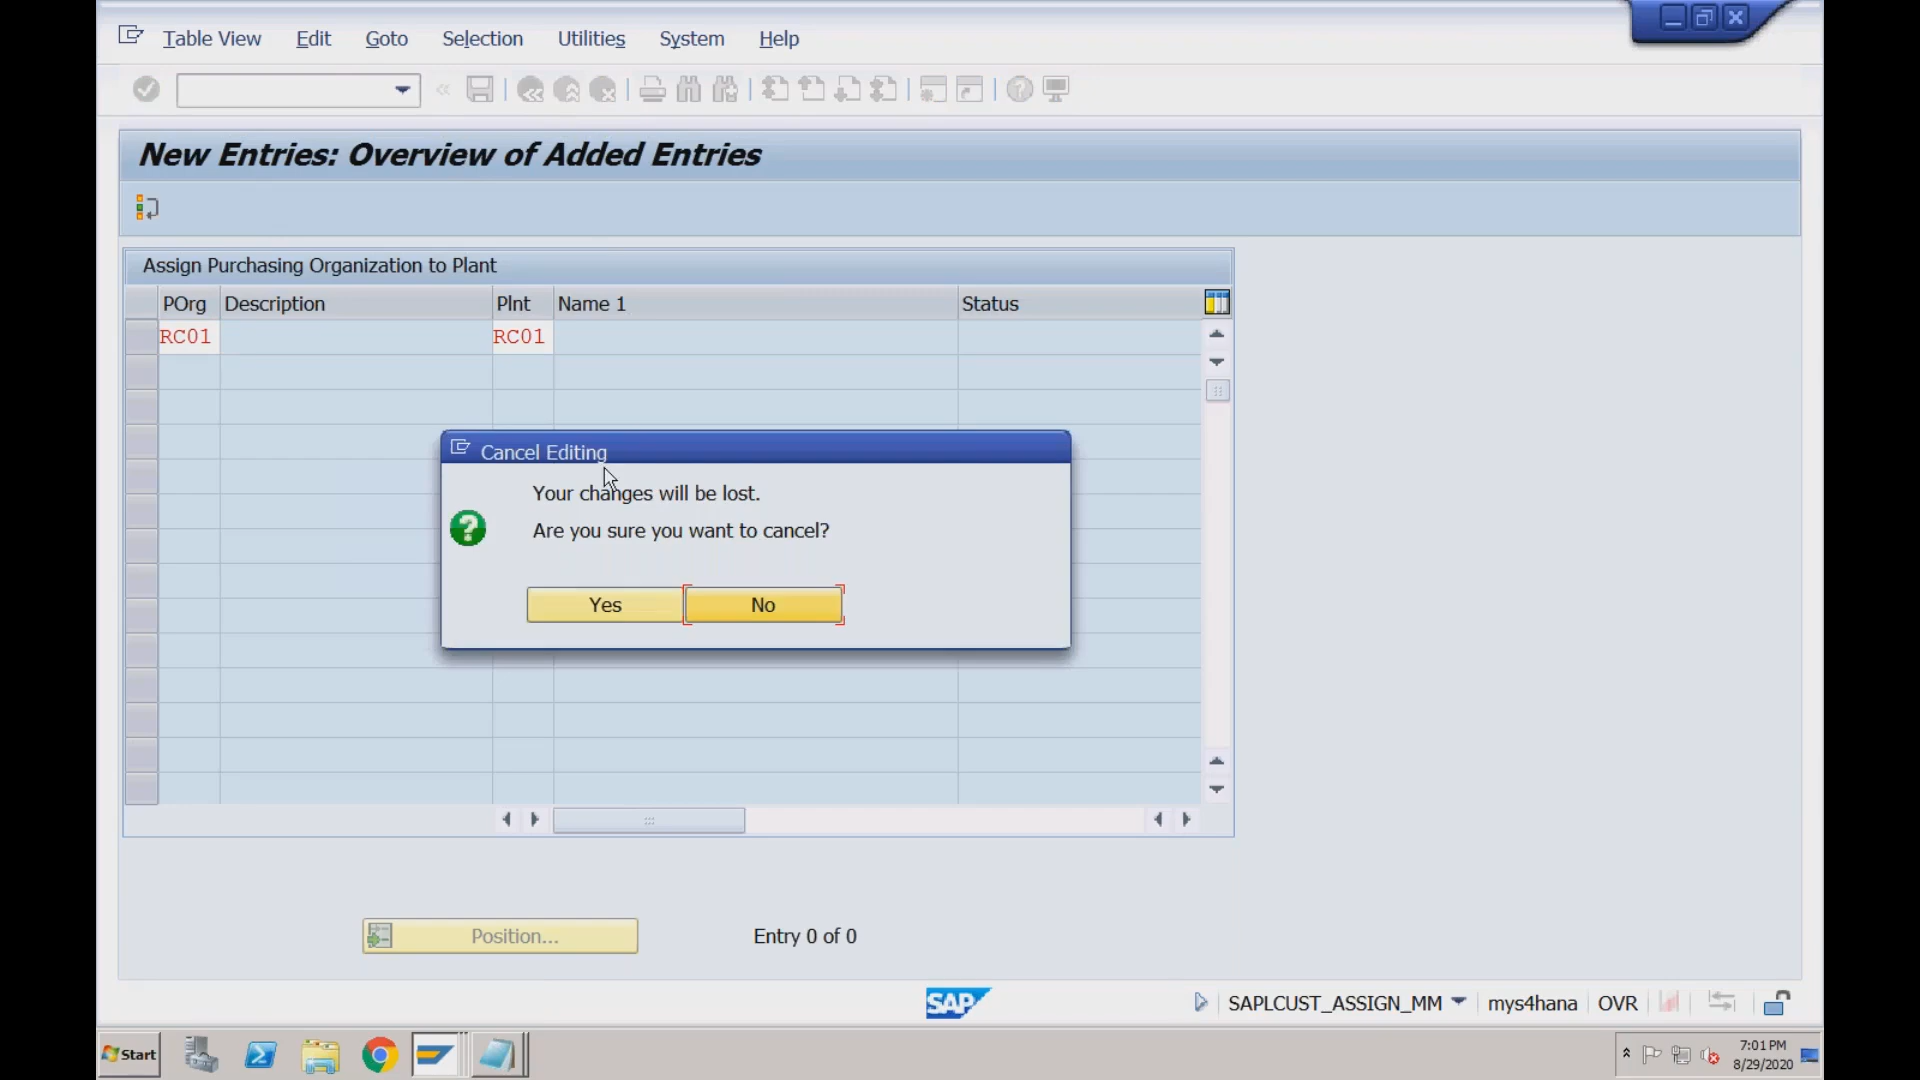 Table View Edit Goto Selection Utilities System Help
New Entries: Overview of Added Entries
Assign Purchasing Organization to Plant
POrg Description Plnt Name 1 Status
RC01 RC01
Cancel Editing
Your changes will be lost.
Are you sure you want to cancel?
Yes No
Position... Entry 0 of 0
SAP SAPLCUST_ASSIGN_MM mys4hana OVR
Start 7:01 PM
8/29/2020